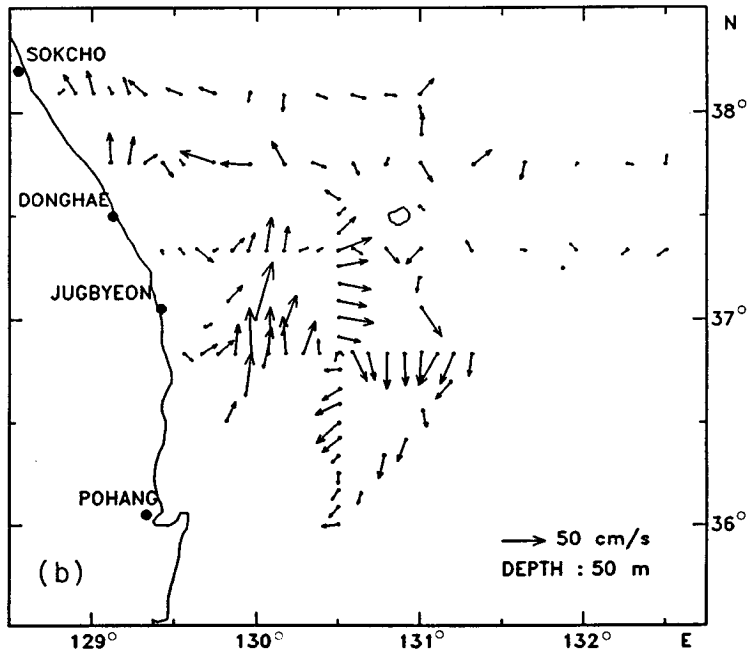 N
SOKCHO
38°
DONGHAE
JUGBYEON
37°
POHANG
36°
50 cm/s
(b)
DEPTH : 50 m
129° 130° 131° 132° E